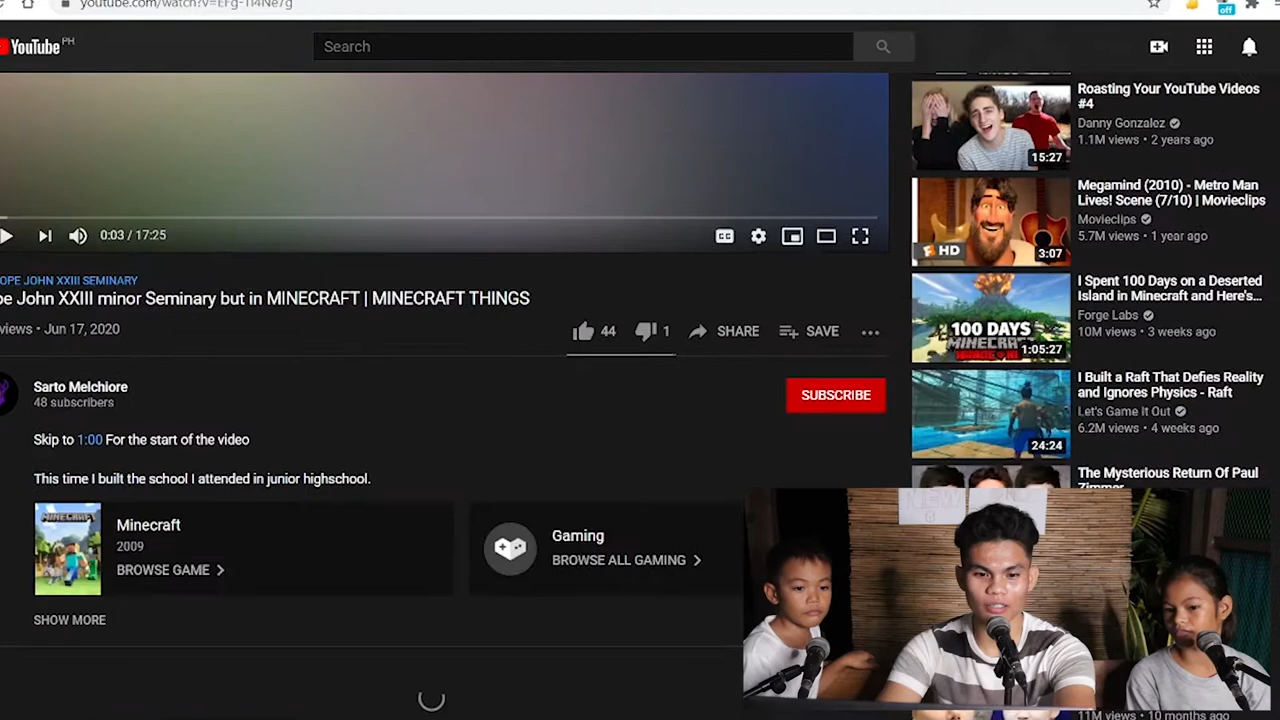 youtube.com/watch?v=EFg-Tl4Ne7g
off
YouTube PH
Search
0:03 / 17:25
CC
OPE JOHN XXIII SEMINARY
pe John XXIII minor Seminary but in MINECRAFT | MINECRAFT THINGS
views • Jun 17, 2020
44
1
SHARE
SAVE
Sarto Melchiore
48 subscribers
SUBSCRIBE
Skip to 1:00 For the start of the video
This time I built the school I attended in junior highschool.
MINECRAFT
Minecraft
2009
BROWSE GAME
Gaming
BROWSE ALL GAMING
SHOW MORE
15:27
Roasting Your YouTube Videos
#4
Danny Gonzalez
1.1M views • 2 years ago
HD
3:07
Megamind (2010) - Metro Man
Lives! Scene (7/10) | Movieclips
Movieclips
5.7M views • 1 year ago
100 DAYS
MINECRAFT
1:05:27
I Spent 100 Days on a Deserted
Island in Minecraft and Here's...
Forge Labs
10M views • 3 weeks ago
24:24
I Built a Raft That Defies Reality
and Ignores Physics - Raft
Let's Game It Out
6.2M views • 4 weeks ago
The Mysterious Return Of Paul
Zimmer
NEW
11M views • 10 months ago